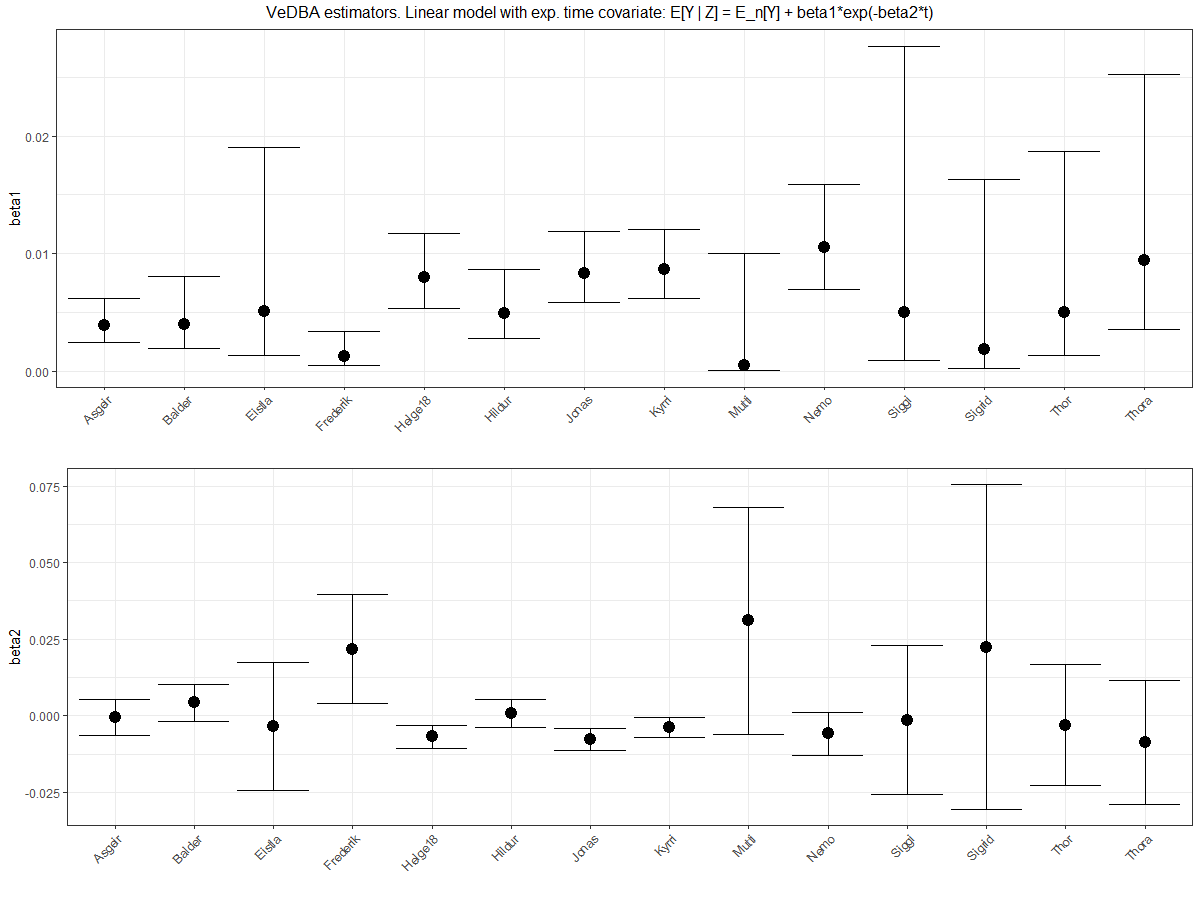 VeDBA estimators. Linear model with exp. time covariate: E[Y | Z] = E_n[Y] + beta1*exp(-beta2*t)
0.02
0.01
0.00
beta1
Asgeir
Balder
Eistla
Frederik
Helge18
Hildur
Jonas
Kyrri
Mutti
Nemo
Siggi
Sigrid
Thor
Thora
0.075
0.050
0.025
0.000
-0.025
beta2
Asgeir
Balder
Eistla
Frederik
Helge18
Hildur
Jonas
Kyrri
Mutti
Nemo
Siggi
Sigrid
Thor
Thora